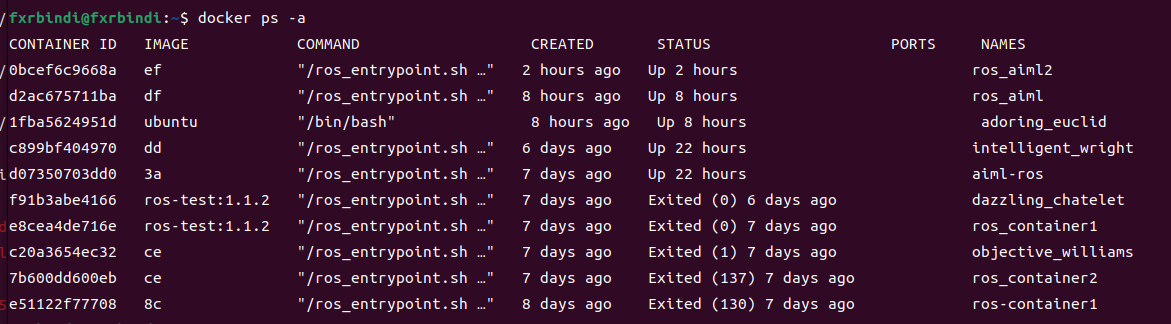 fxrbindi@fxrbindi:~$ docker ps -a
CONTAINER ID   IMAGE            COMMAND                   CREATED       STATUS                     PORTS     NAMES
0bcef6c9668a   ef               "/ros_entrypoint.sh …"   2 hours ago   Up 2 hours                           ros_aiml2
d2ac675711ba   df               "/ros_entrypoint.sh …"   8 hours ago   Up 8 hours                           ros_aiml
1fba5624951d   ubuntu           "/bin/bash"               8 hours ago   Up 8 hours                           adoring_euclid
c899bf404970   dd               "/ros_entrypoint.sh …"   6 days ago    Up 22 hours                          intelligent_wright
d07350703dd0   3a               "/ros_entrypoint.sh …"   7 days ago    Up 22 hours                          aiml-ros
f91b3abe4166   ros-test:1.1.2   "/ros_entrypoint.sh …"   7 days ago    Exited (0) 6 days ago                dazzling_chatelet
e8cea4de716e   ros-test:1.1.2   "/ros_entrypoint.sh …"   7 days ago    Exited (0) 7 days ago                ros_container1
c20a3654ec32   ce               "/ros_entrypoint.sh …"   7 days ago    Exited (1) 7 days ago                objective_williams
7b600dd600eb   ce               "/ros_entrypoint.sh …"   7 days ago    Exited (137) 7 days ago              ros_container2
e51122f77708   8c               "/ros_entrypoint.sh …"   8 days ago    Exited (130) 7 days ago              ros-container1